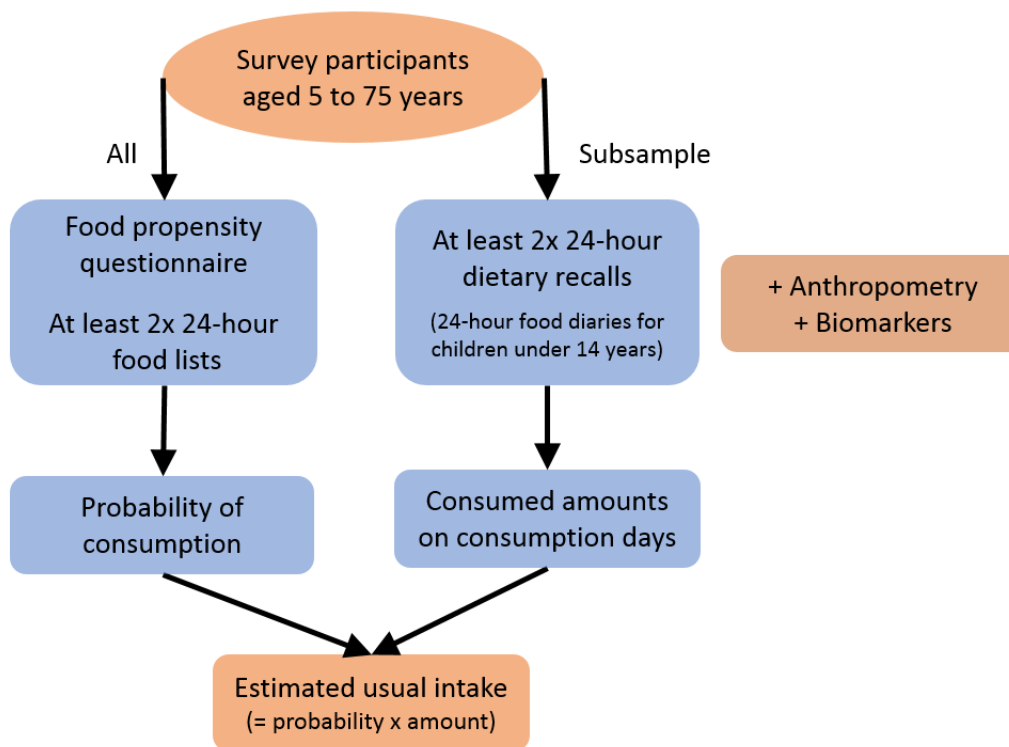 Survey participants
aged 5 to 75 years
All
Subsample
Food propensity
questionnaire
At least 2x 24-hour
food lists
At least 2x 24-hour
dietary recalls
(24-hour food diaries for
children under 14 years)
+ Anthropometry
+ Biomarkers
Probability of
consumption
Consumed amounts
on consumption days
Estimated usual intake
(= probability x amount)